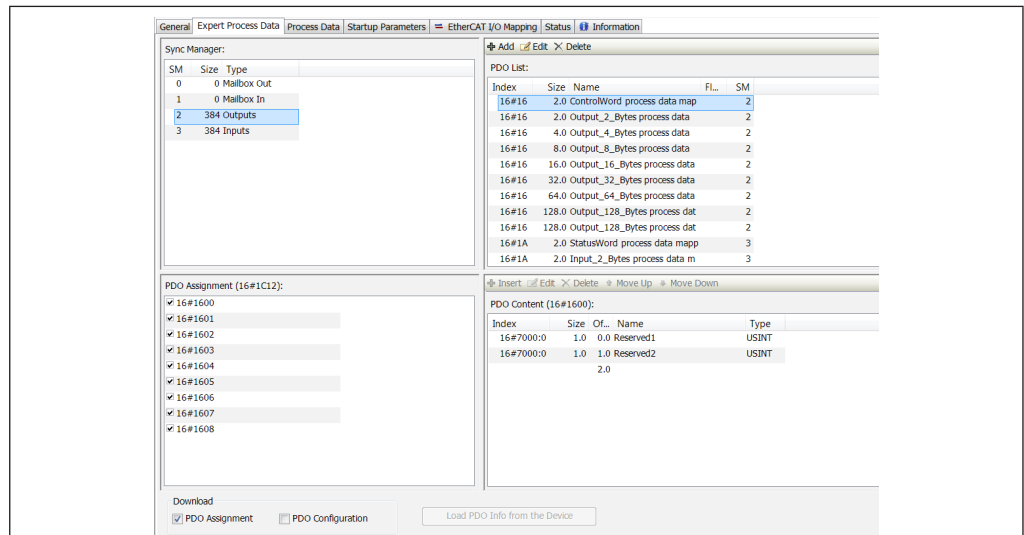 General Expert Process Data Process Data Startup Parameters EtherCAT I/O Mapping Status Information
Sync Manager:
SM Size Type
0 0 Mailbox Out
1 0 Mailbox In
2 384 Outputs
3 384 Inputs
Add Edit Delete
PDO List:
Index Size Name Fl... SM
16#16 2.0 ControlWord process data map 2
16#16 2.0 Output_2_Bytes process data 2
16#16 4.0 Output_4_Bytes process data 2
16#16 8.0 Output_8_Bytes process data 2
16#16 16.0 Output_16_Bytes process data 2
16#16 32.0 Output_32_Bytes process data 2
16#16 64.0 Output_64_Bytes process data 2
16#16 128.0 Output_128_Bytes process dat 2
16#16 128.0 Output_128_Bytes process dat 2
16#1A 2.0 StatusWord process data mapp 3
16#1A 2.0 Input_2_Bytes process data m 3
PDO Assignment (16#1C12):
16#1600
16#1601
16#1602
16#1603
16#1604
16#1605
16#1606
16#1607
16#1608
Insert Edit Delete Move Up Move Down
PDO Content (16#1600):
Index Size Of... Name Type
16#7000:0 1.0 0.0 Reserved1 USINT
16#7000:0 1.0 1.0 Reserved2 USINT
2.0
Download
PDO Assignment PDO Configuration
Load PDO Info from the Device